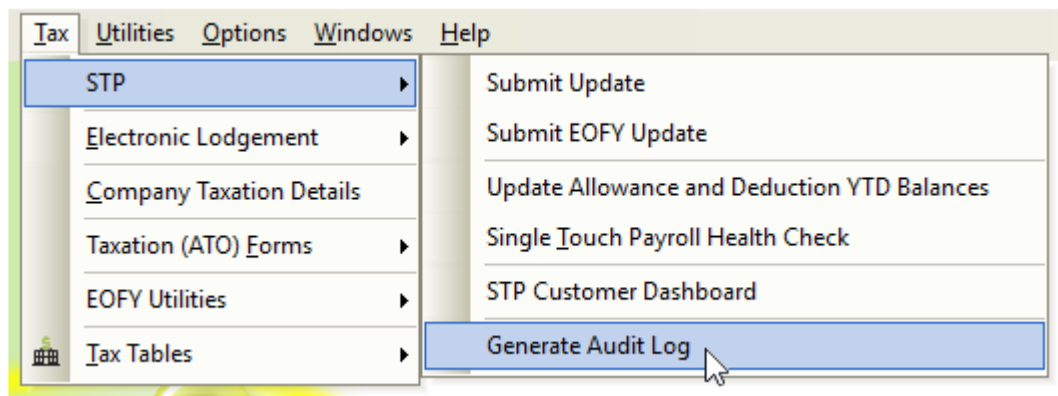 Tax Utilities Options Windows Help
STP
Electronic Lodgement
Company Taxation Details
Taxation (ATO) Forms
EOFY Utilities
Tax Tables
Submit Update
Submit EOFY Update
Update Allowance and Deduction YTD Balances
Single Touch Payroll Health Check
STP Customer Dashboard
Generate Audit Log